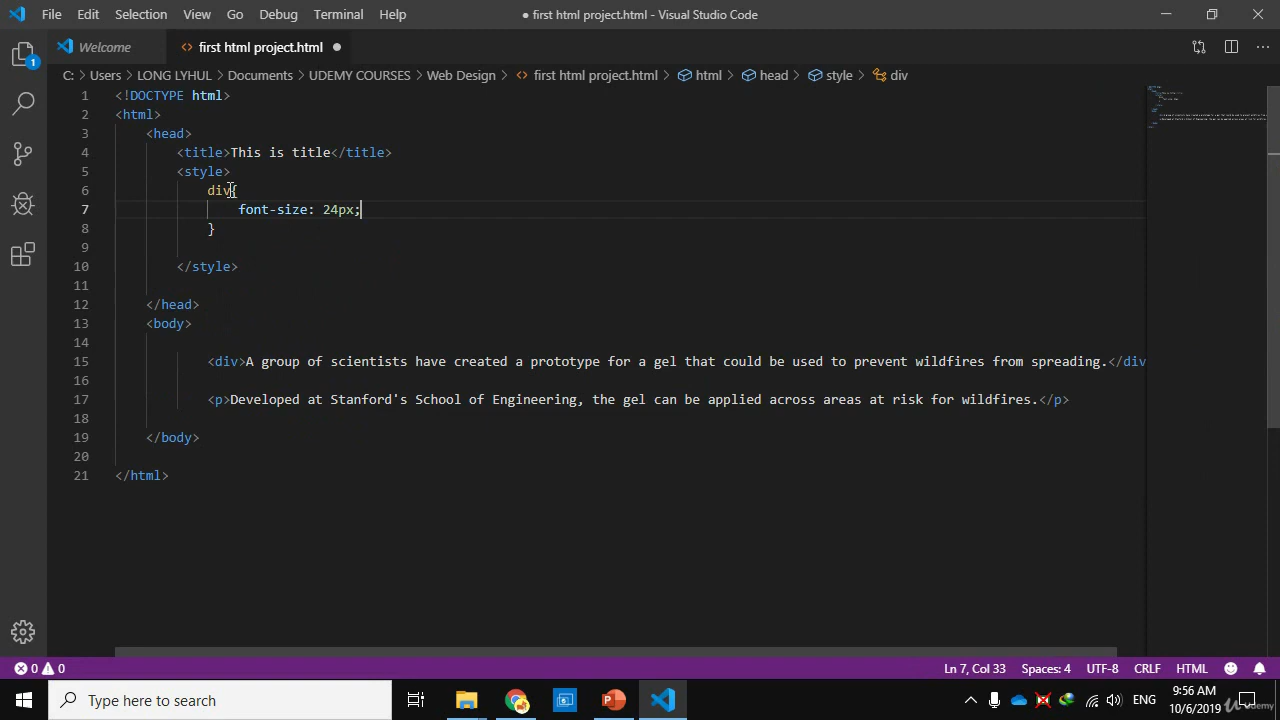 File Edit Selection View Go Debug Terminal Help ● first html project.html - Visual Studio Code
Welcome <> first html project.html ●
C: > Users > LONG LYHUL > Documents > UDEMY COURSES > Web Design > <> first html project.html > html > head > style > div
1 <!DOCTYPE html>
2 <html>
3 <head>
4 <title>This is title</title>
5 <style>
6 div{
7 font-size: 24px;
8 }
9
10 </style>
11
12 </head>
13 <body>
14
15 <div>A group of scientists have created a prototype for a gel that could be used to prevent wildfires from spreading.</div
16
17 <p>Developed at Stanford's School of Engineering, the gel can be applied across areas at risk for wildfires.</p>
18
19 </body>
20
21 </html>
1
0 0 Ln 7, Col 33 Spaces: 4 UTF-8 CRLF HTML
Type here to search ENG 9:56 AM
10/6/2019
Udemy